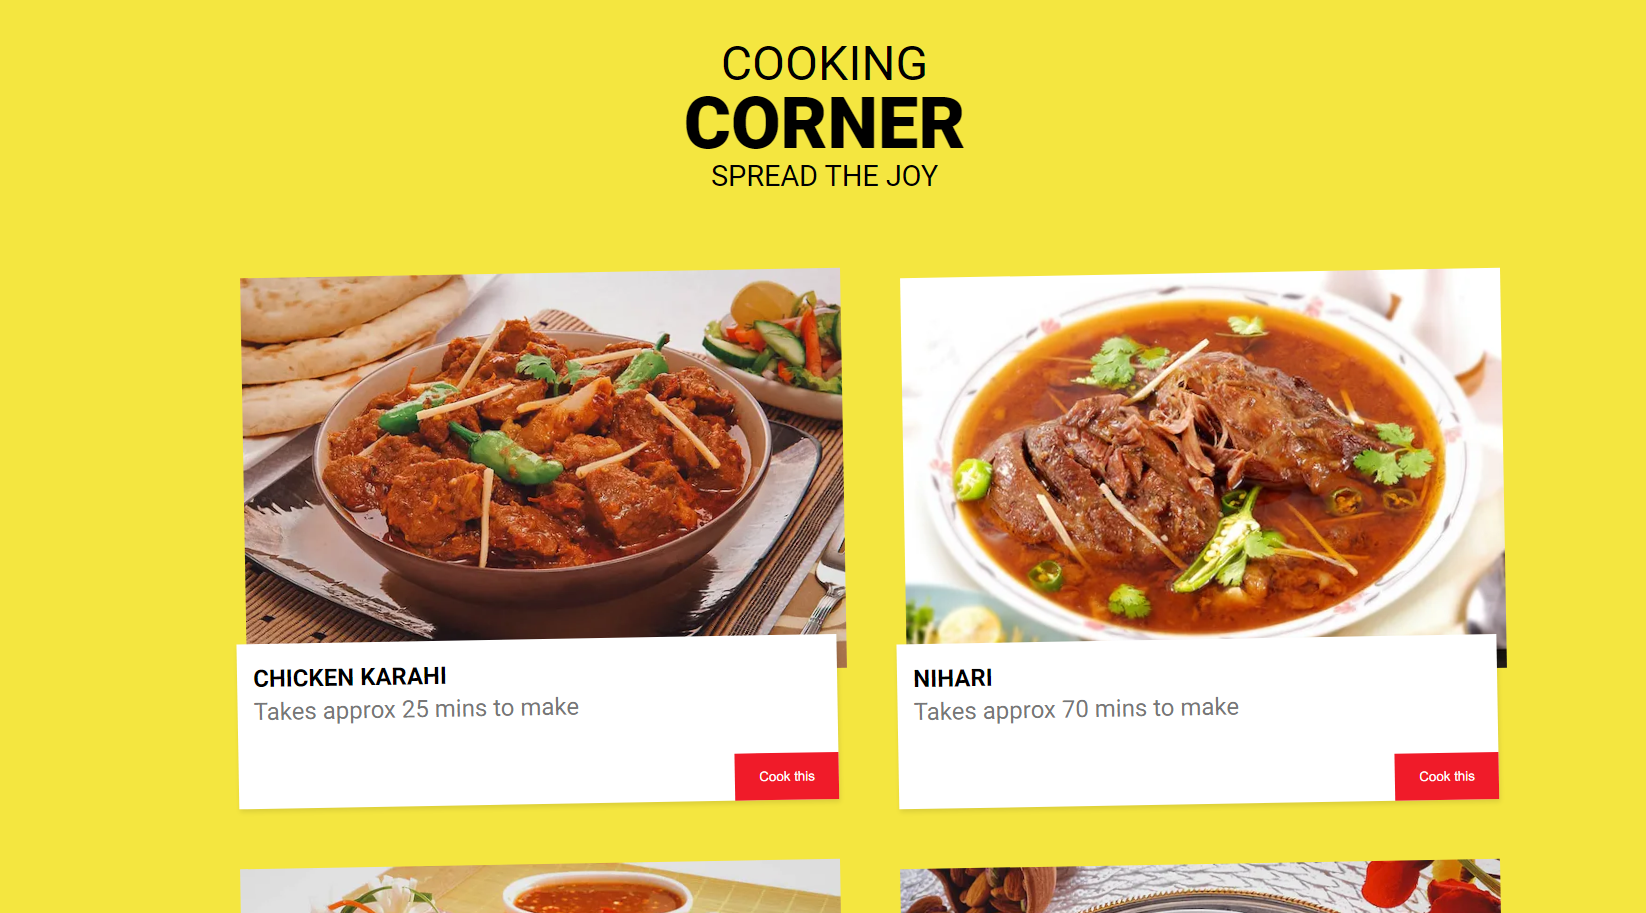 COOKING
CORNER
SPREAD THE JOY
CHICKEN KARAHI
Takes approx 25 mins to make
Cook this
NIHARI
Takes approx 70 mins to make
Cook this